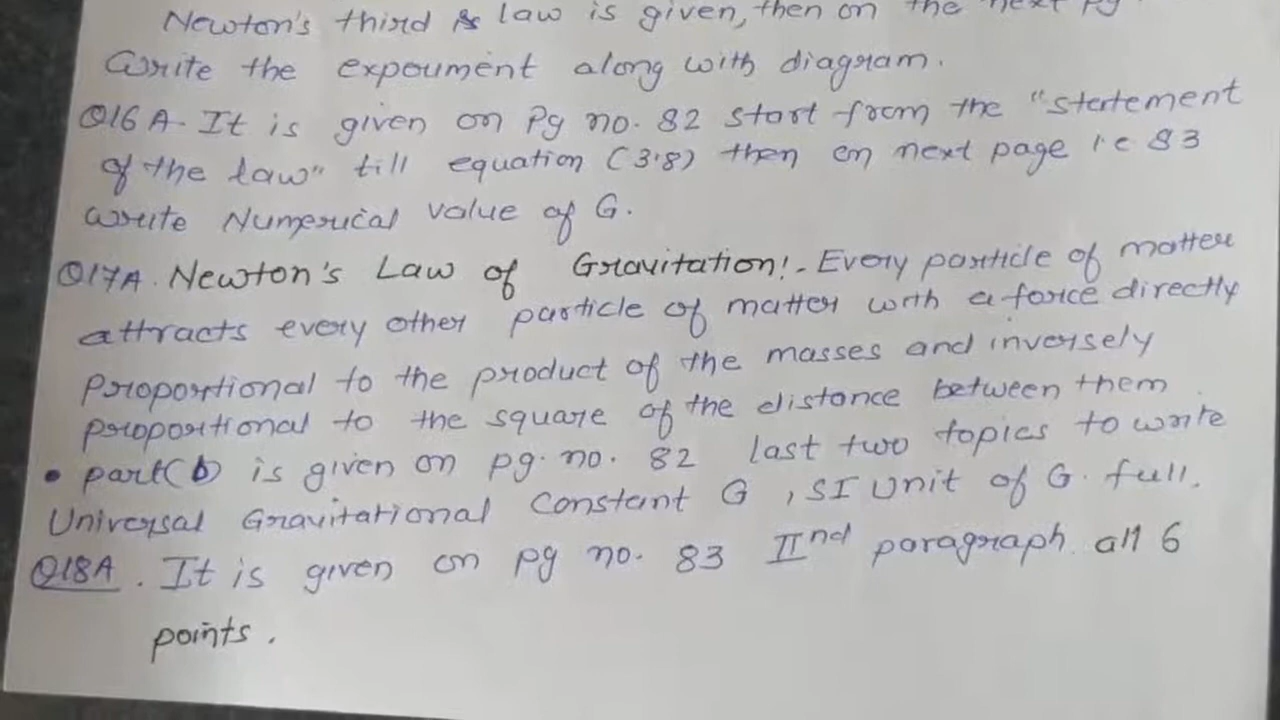 Newton's third law is given, then on the next pg
Write the expoument along with diagram.
Q16 A- It is given on Pg no. 82 start from the "statement
of the law" till equation (3.8) then on next page i.e 83
write Numerical value of G.
Q17A. Newton's Law of Gravitation:- Every particle of matter
attracts every other particle of matter with a force directly
proportional to the product of the masses and inversely
proportional to the square of the distance between them
• part(b) is given on pg. no. 82 last two topics to write
Universal Gravitational Constant G , SI Unit of G. full.
Q18A. It is given on pg no. 83 IInd paragraph all 6
points.